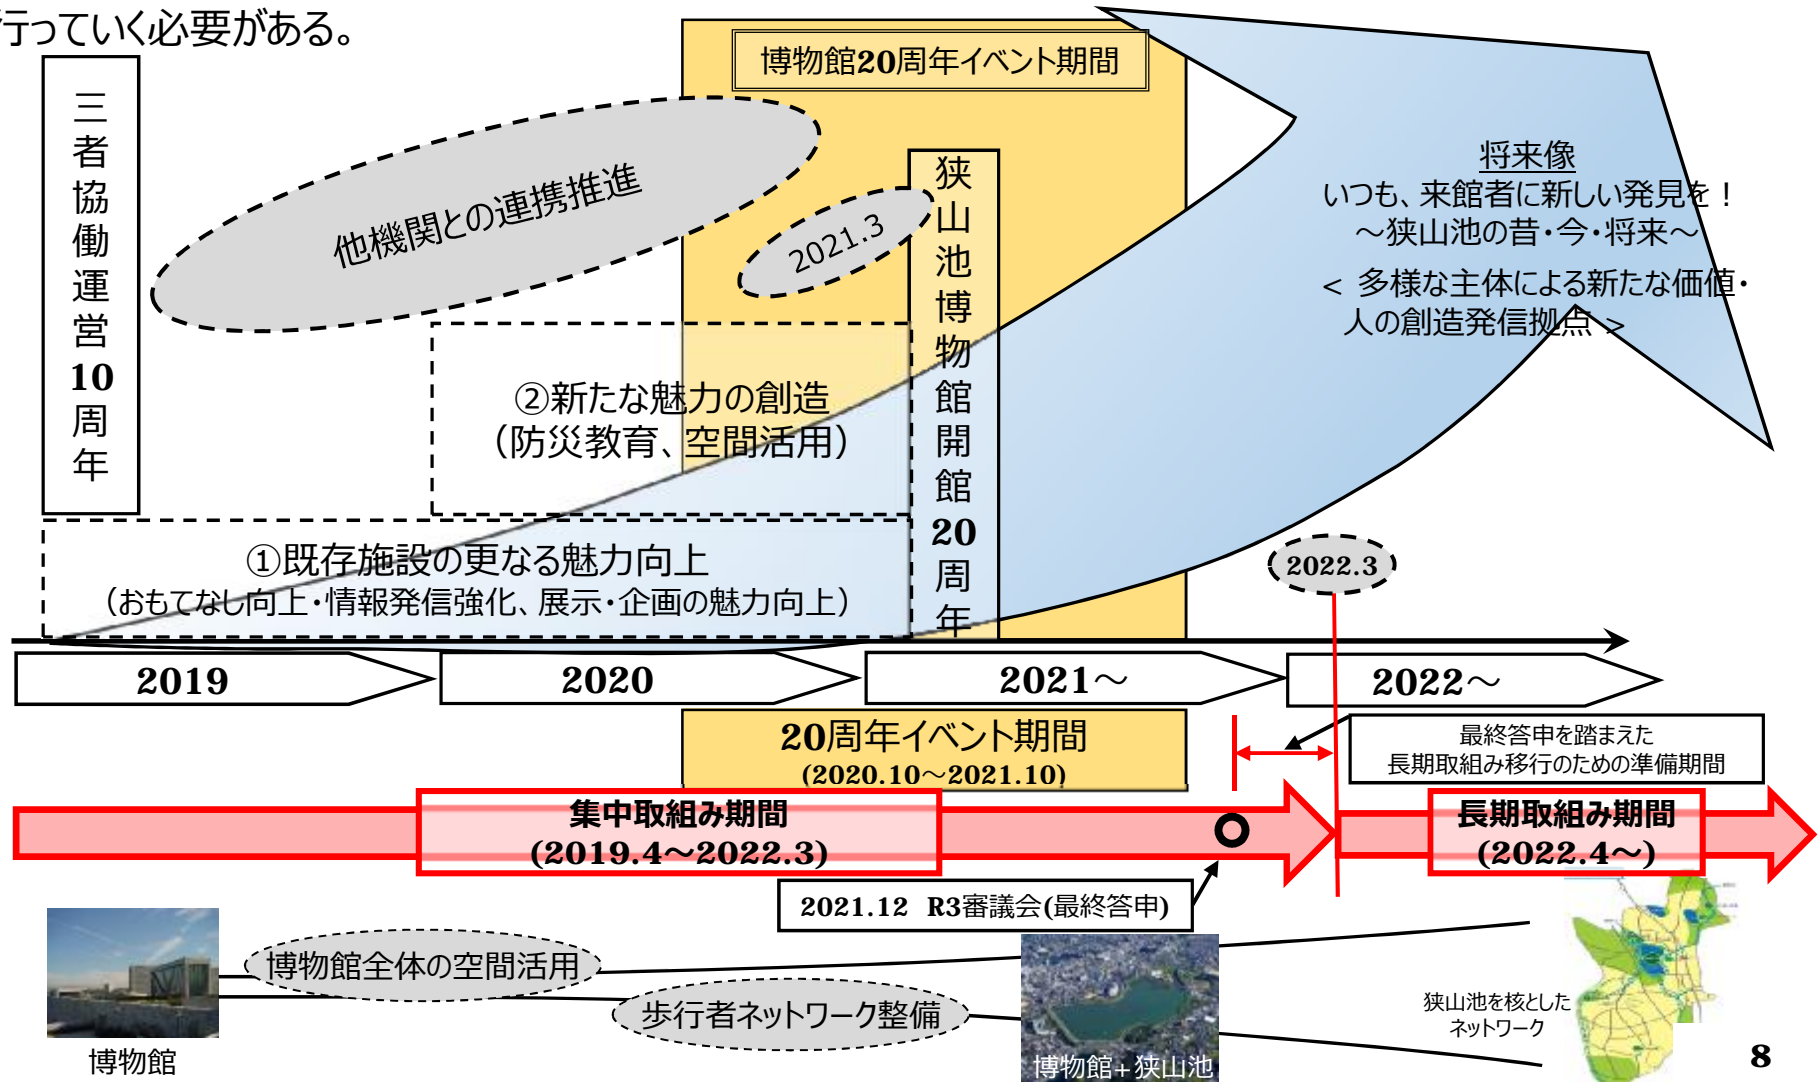 行っていく必要がある。
博物館20周年イベント期間
三者協働運営10周年
他機関との連携推進
2021.3
狭山池博物館開館20周年
将来像
いつも、来館者に新しい発見を！
～狭山池の昔・今・将来～
＜ 多様な主体による新たな価値・
人の創造発信拠点 ＞
②新たな魅力の創造
（防災教育、空間活用）
①既存施設の更なる魅力向上
（おもてなし向上・情報発信強化、展示・企画の魅力向上）
2022.3
2019
2020
2021～
2022～
20周年イベント期間
(2020.10～2021.10)
最終答申を踏まえた
長期取組み移行のための準備期間
集中取組み期間
(2019.4～2022.3)
長期取組み期間
(2022.4～)
2021.12 R3審議会(最終答申)
博物館全体の空間活用
歩行者ネットワーク整備
狭山池を核とした
ネットワーク
博物館
博物館+狭山池
8